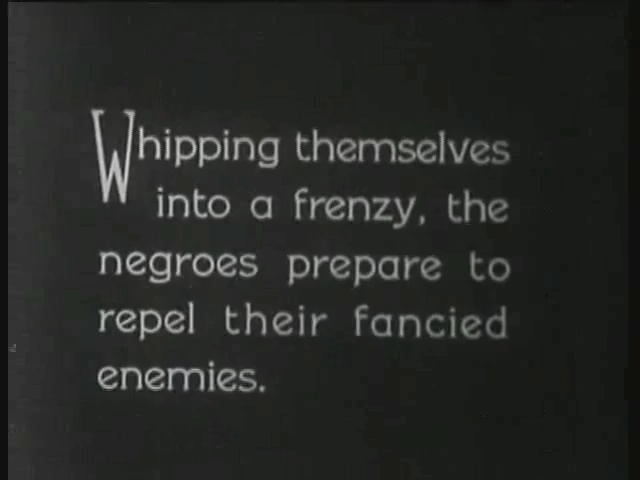 Whipping themselves
into a frenzy, the
negroes prepare to
repel their fancied
enemies.